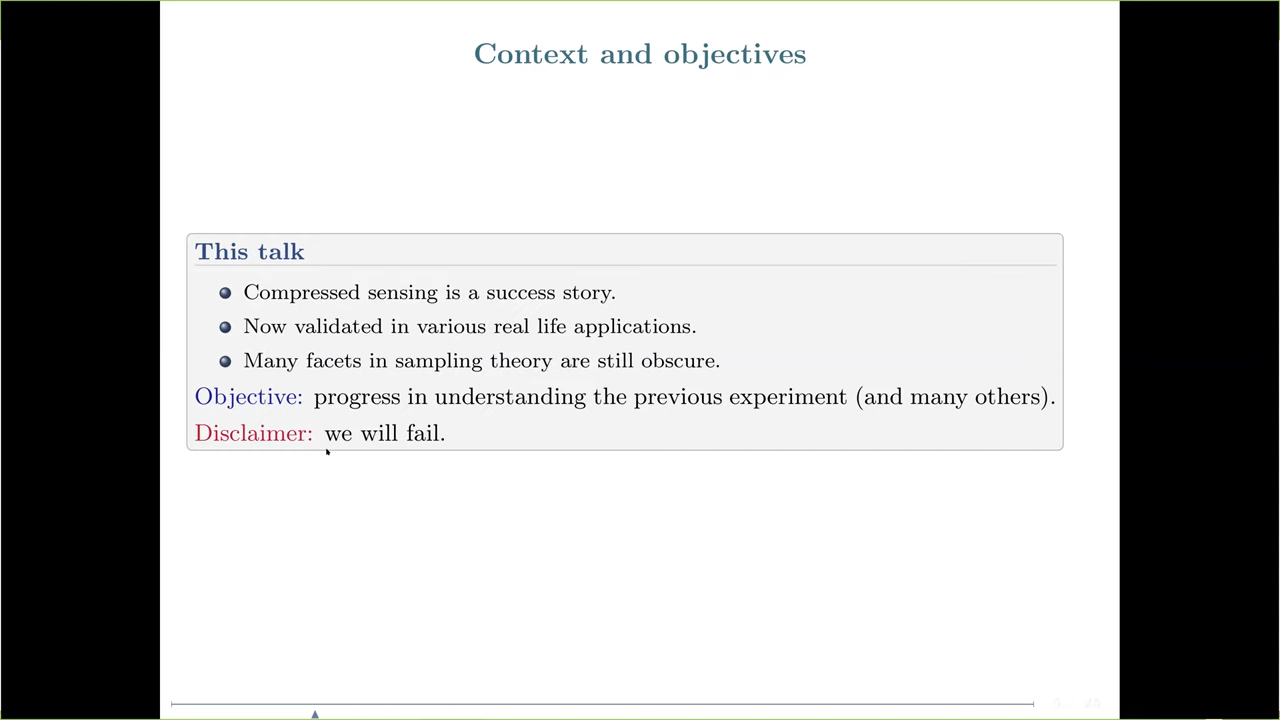 Context and objectives
This talk
Compressed sensing is a success story.
Now validated in various real life applications.
Many facets in sampling theory are still obscure.
Objective: progress in understanding the previous experiment (and many others).
Disclaimer: we will fail.